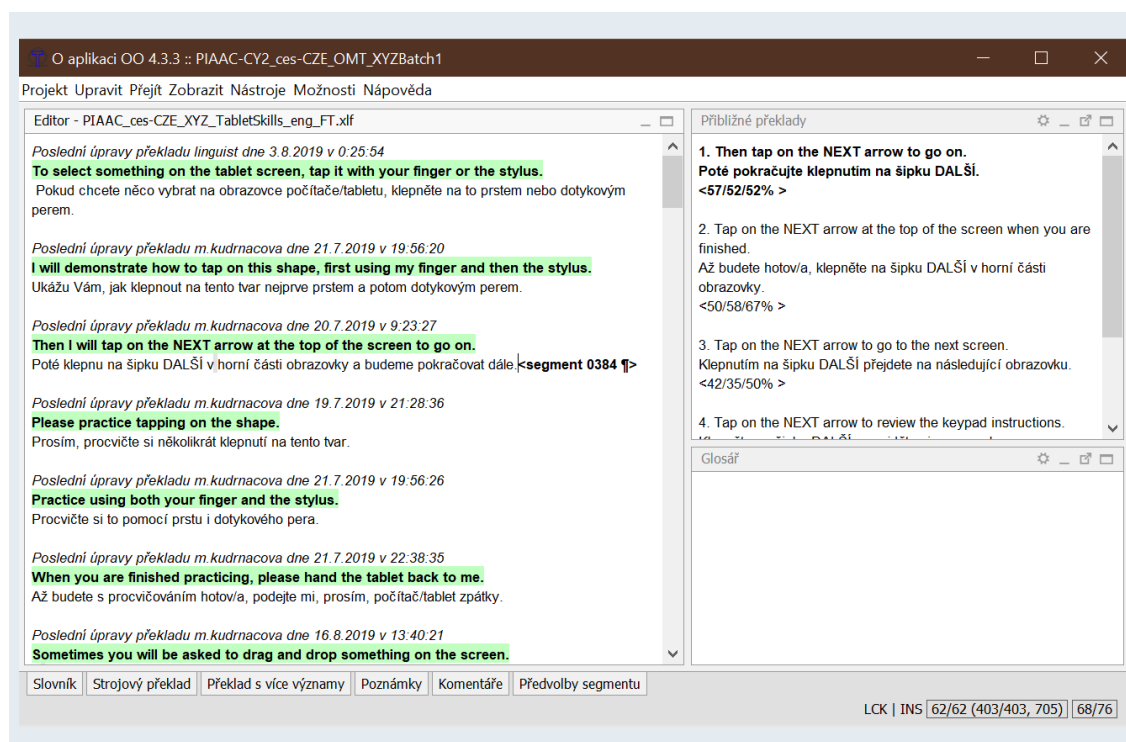 O aplikaci OO 4.3.3 :: PIAAC-CY2_ces-CZE_OMT_XYZBatch1
Projekt Upravit Přejít Zobrazit Nástroje Možnosti Nápověda
Editor - PIAAC_ces-CZE_XYZ_TabletSkills_eng_FT.xlf
Poslední úpravy překladu linguist dne 3.8.2019 v 0:25:54
To select something on the tablet screen, tap it with your finger or the stylus.
Pokud chcete něco vybrat na obrazovce počítače/tabletu, klepněte na to prstem nebo dotykovým
perem.
Poslední úpravy překladu m.kudrnacova dne 21.7.2019 v 19:56:20
I will demonstrate how to tap on this shape, first using my finger and then the stylus.
Ukážu Vám, jak klepnout na tento tvar nejprve prstem a potom dotykovým perem.
Poslední úpravy překladu m.kudrnacova dne 20.7.2019 v 9:23:27
Then I will tap on the NEXT arrow at the top of the screen to go on.
Poté klepnu na šipku DALŠÍ v horní části obrazovky a budeme pokračovat dále.<segment 0384 ¶>
Poslední úpravy překladu m.kudrnacova dne 19.7.2019 v 21:28:36
Please practice tapping on the shape.
Prosím, procvičte si několikrát klepnutí na tento tvar.
Poslední úpravy překladu m.kudrnacova dne 21.7.2019 v 19:56:26
Practice using both your finger and the stylus.
Procvičte si to pomocí prstu i dotykového pera.
Poslední úpravy překladu m.kudrnacova dne 21.7.2019 v 22:38:35
When you are finished practicing, please hand the tablet back to me.
Až budete s procvičováním hotov/a, podejte mi, prosím, počítač/tablet zpátky.
Poslední úpravy překladu m.kudrnacova dne 16.8.2019 v 13:40:21
Sometimes you will be asked to drag and drop something on the screen.
Přibližné překlady
1. Then tap on the NEXT arrow to go on.
Poté pokračujte klepnutím na šipku DALŠÍ.
<57/52/52% >
2. Tap on the NEXT arrow at the top of the screen when you are
finished.
Až budete hotov/a, klepněte na šipku DALŠÍ v horní části
obrazovky.
<50/58/67% >
3. Tap on the NEXT arrow to go to the next screen.
Klepnutím na šipku DALŠÍ přejdete na následující obrazovku.
<42/35/50% >
4. Tap on the NEXT arrow to review the keypad instructions.
Glosář
Slovník Strojový překlad Překlad s více významy Poznámky Komentáře Předvolby segmentu
LCK | INS 62/62 (403/403, 705) 68/76